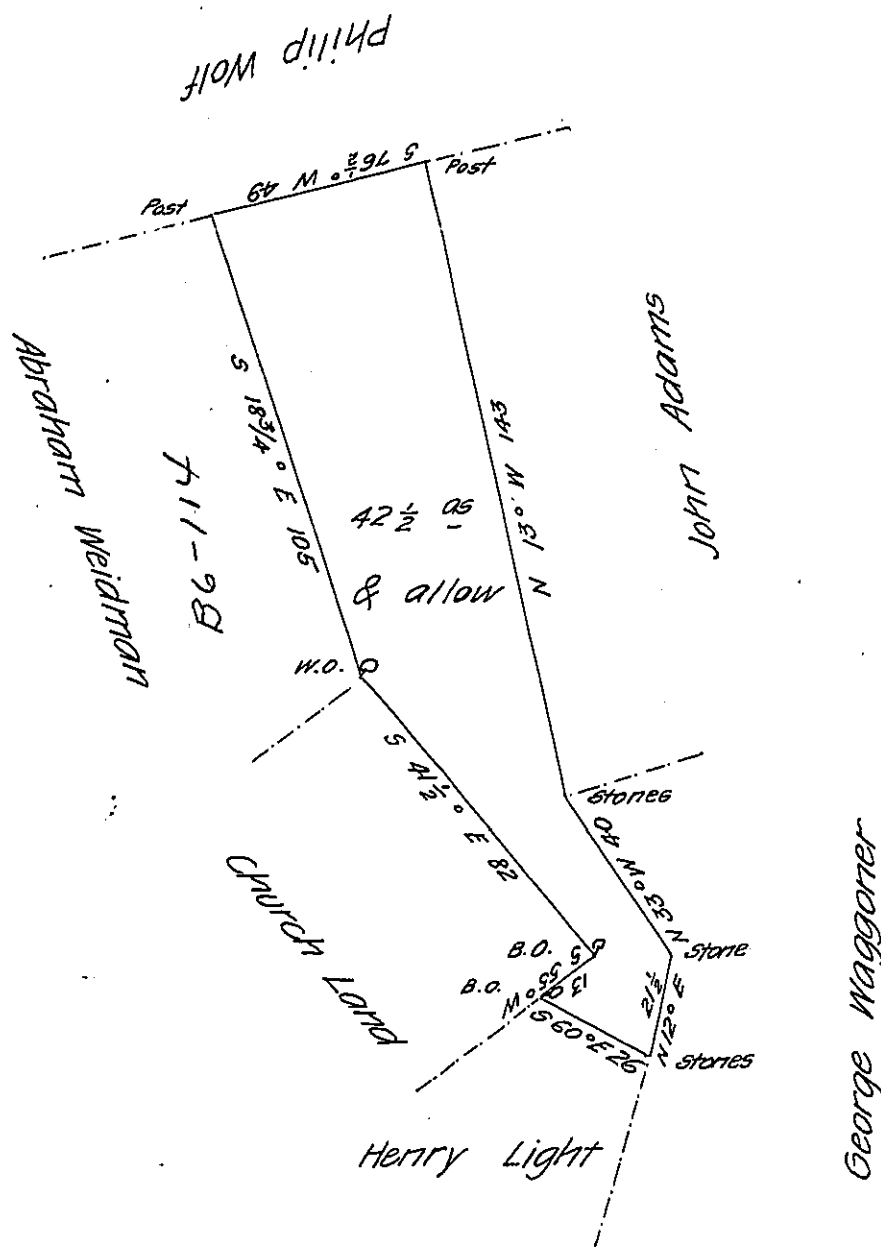 Philip Wolf
S 76½° W 49
Post
Post
Abraham Weidman
B9-114
S 18¾° E 105
42½ as
& allow
N 13° W 143
John Adams
W.O.
S 41½° E 82
Stones
N 33° W 40
Church Land
B.O.
S 55° W 13
B.O.
S 60° E 26
Stone
N 12° E 21½
Stones
Henry Light
George Waggoner